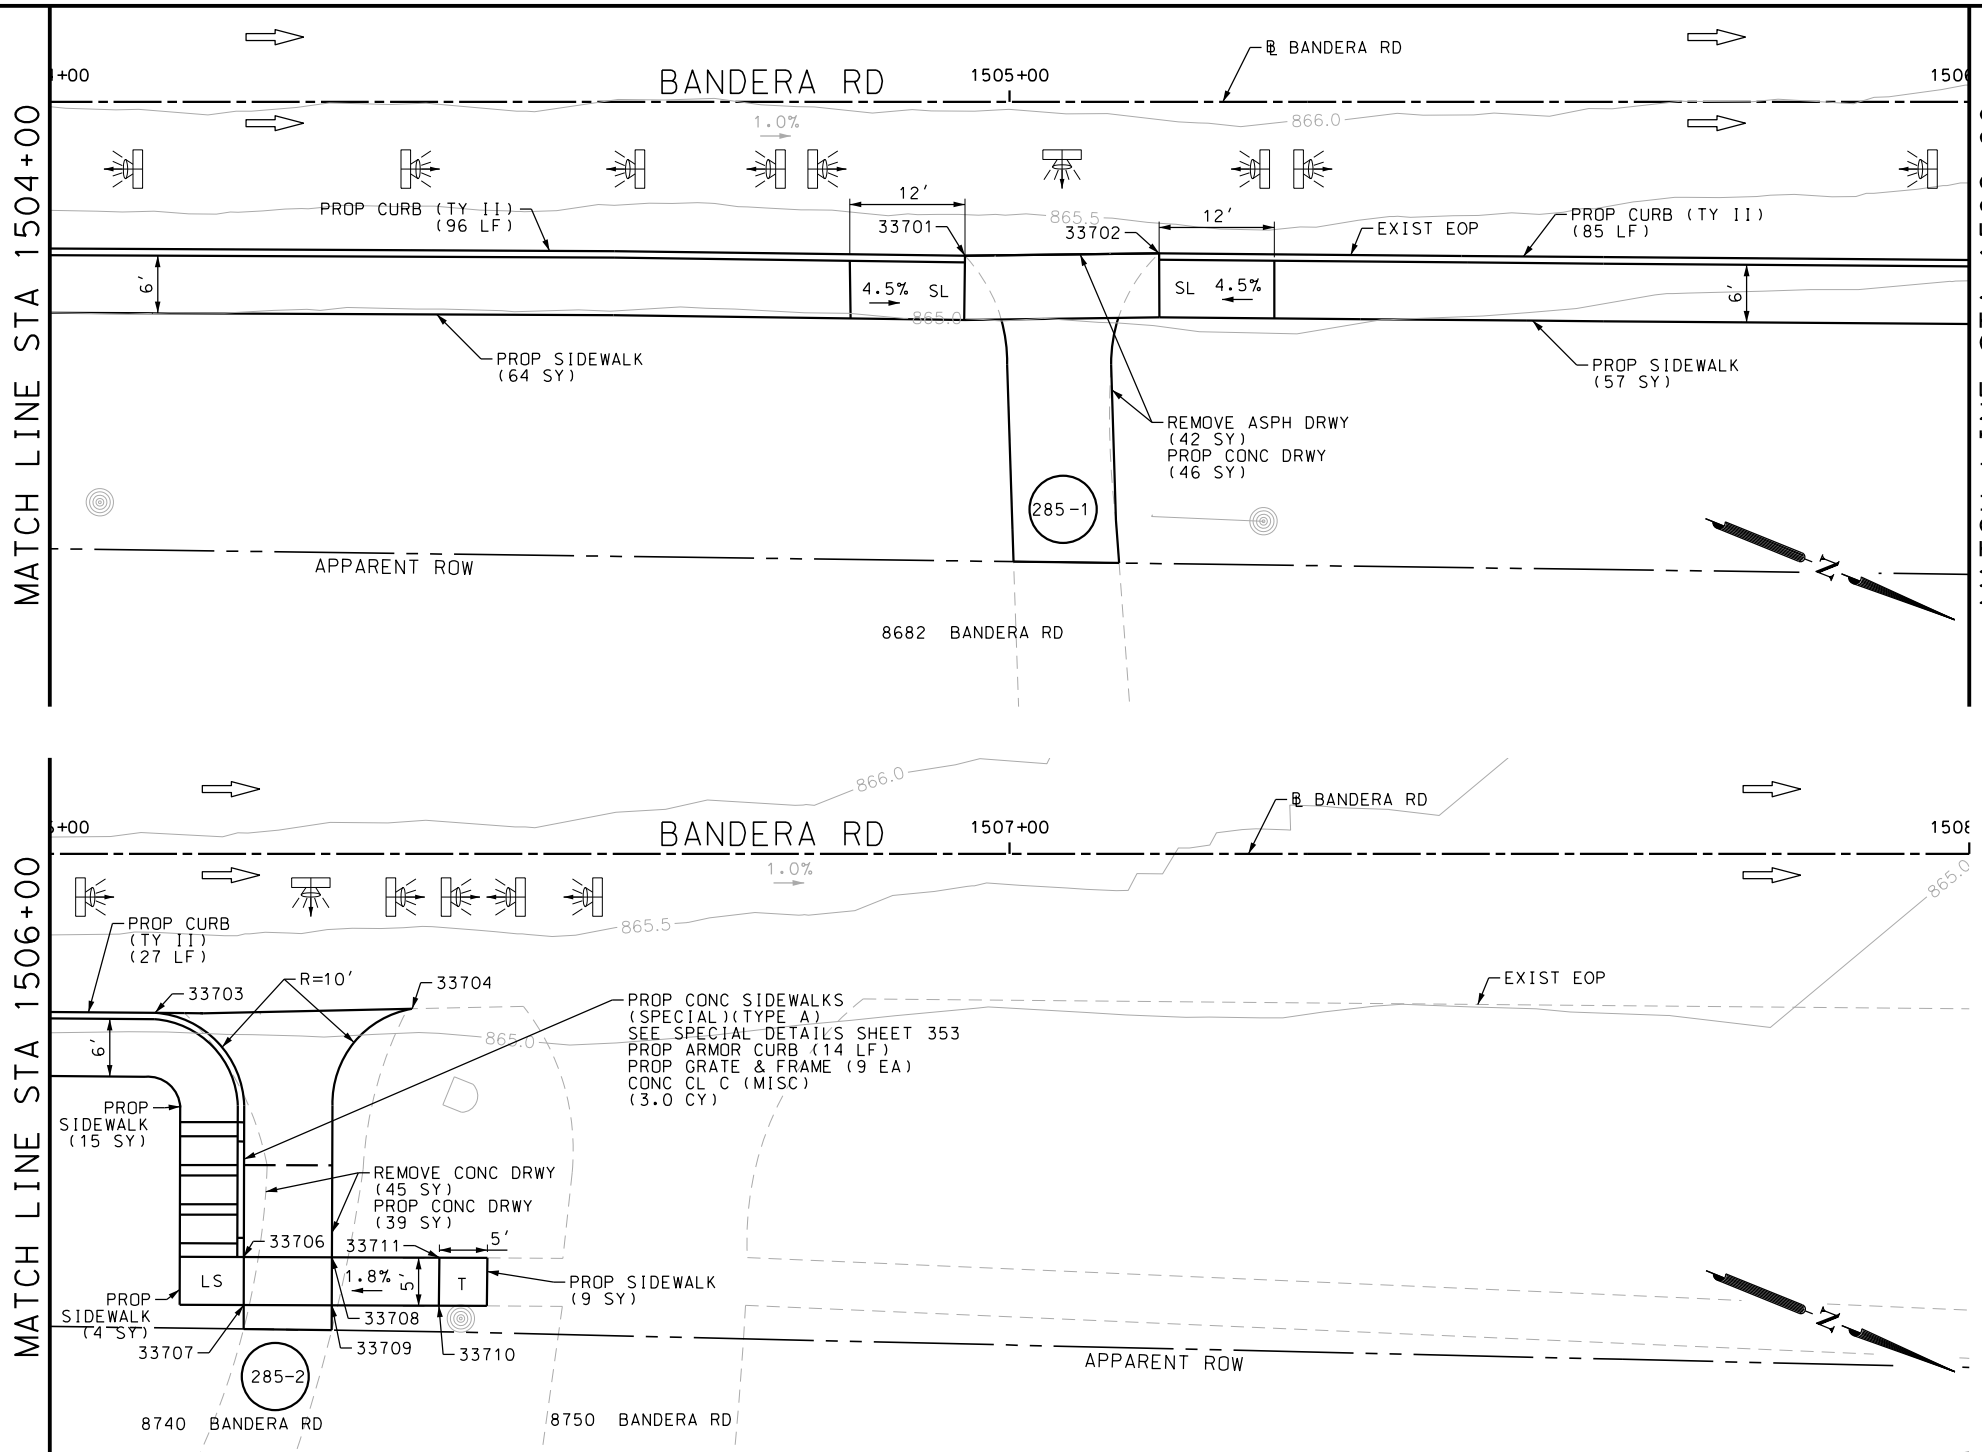 BANDERA RD
1505+00
℄ BANDERA RD
+00
1.0%
866.0
MATCH LINE STA 1504+00
12'
PROP CURB (TY II)
(96 LF)
33701
865.5
33702
12'
EXIST EOP
PROP CURB (TY II)
(85 LF)
6'
4.5% SL
SL 4.5%
6'
865.0
PROP SIDEWALK
(64 SY)
PROP SIDEWALK
(57 SY)
REMOVE ASPH DRWY
(42 SY)
PROP CONC DRWY
(46 SY)
285-1
N
APPARENT ROW
8682 BANDERA RD
866.0
℄ BANDERA RD
+00
BANDERA RD
1507+00
1.0%
865.0
MATCH LINE STA 1506+00
PROP CURB
(TY II)
(27 LF)
865.5
R=10'
33703
33704
EXIST EOP
PROP CONC SIDEWALKS
(SPECIAL)(TYPE A)
SEE SPECIAL DETAILS SHEET 353
PROP ARMOR CURB (14 LF)
PROP GRATE & FRAME (9 EA)
CONC CL C (MISC)
(3.0 CY)
865.0
6'
PROP
SIDEWALK
(15 SY)
REMOVE CONC DRWY
(45 SY)
PROP CONC DRWY
(39 SY)
33706
33711
5'
LS
1.8%
5'
T
PROP SIDEWALK
(9 SY)
PROP
SIDEWALK
(4 SY)
33708
33707
33709
33710
N
APPARENT ROW
285-2
8740 BANDERA RD
8750 BANDERA RD